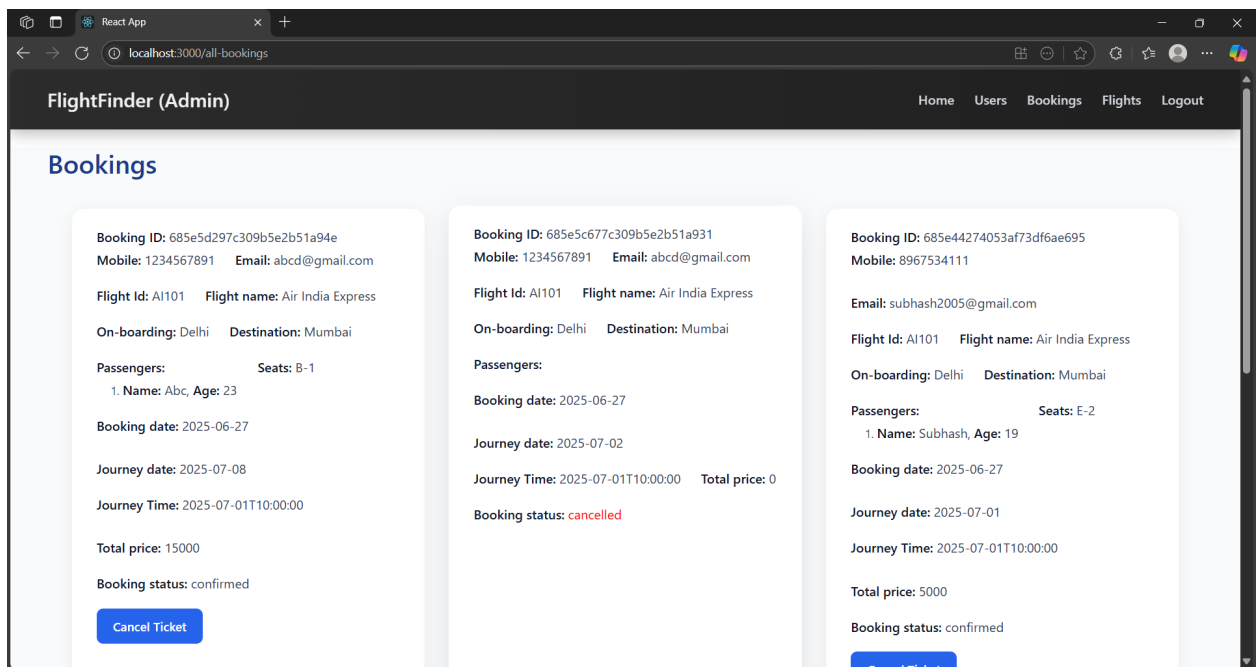 React App
localhost:3000/all-bookings
FlightFinder (Admin)
Home Users Bookings Flights Logout
Bookings
Booking ID: 685e5d297c309b5e2b51a94e
Mobile: 1234567891 Email: abcd@gmail.com
Flight Id: AI101 Flight name: Air India Express
On-boarding: Delhi Destination: Mumbai
Passengers: Seats: B-1
1. Name: Abc, Age: 23
Booking date: 2025-06-27
Journey date: 2025-07-08
Journey Time: 2025-07-01T10:00:00
Total price: 15000
Booking status: confirmed
Cancel Ticket
Booking ID: 685e5c677c309b5e2b51a931
Mobile: 1234567891 Email: abcd@gmail.com
Flight Id: AI101 Flight name: Air India Express
On-boarding: Delhi Destination: Mumbai
Passengers:
Booking date: 2025-06-27
Journey date: 2025-07-02
Journey Time: 2025-07-01T10:00:00 Total price: 0
Booking status: cancelled
Booking ID: 685e44274053af73df6ae695
Mobile: 8967534111
Email: subhash2005@gmail.com
Flight Id: AI101 Flight name: Air India Express
On-boarding: Delhi Destination: Mumbai
Passengers: Seats: E-2
1. Name: Subhash, Age: 19
Booking date: 2025-06-27
Journey date: 2025-07-01
Journey Time: 2025-07-01T10:00:00
Total price: 5000
Booking status: confirmed
Cancel Ticket